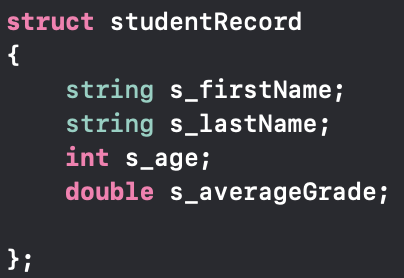 struct studentRecord
{
    string s_firstName;
    string s_lastName;
    int s_age;
    double s_averageGrade;

};